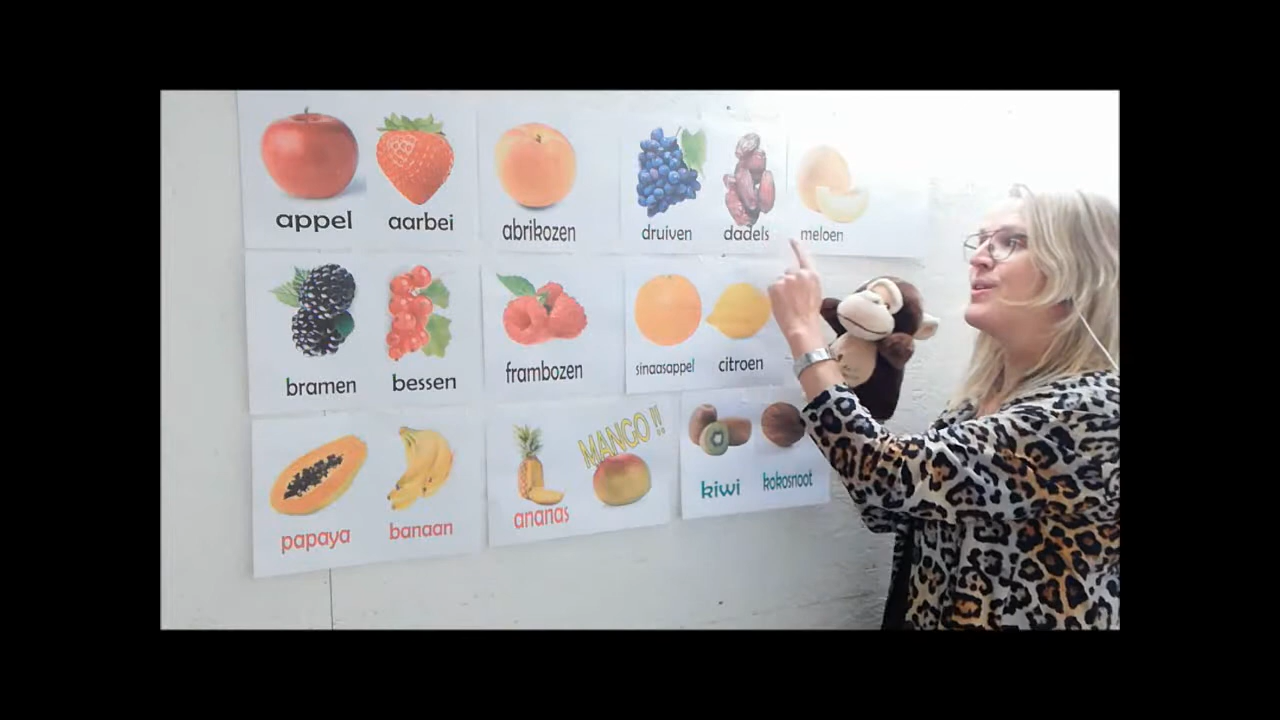 appel aarbei abrikozen druiven dadels meloen
bramen bessen frambozen sinaasappel citroen
MANGO !!
papaya banaan ananas kiwi kokosnoot